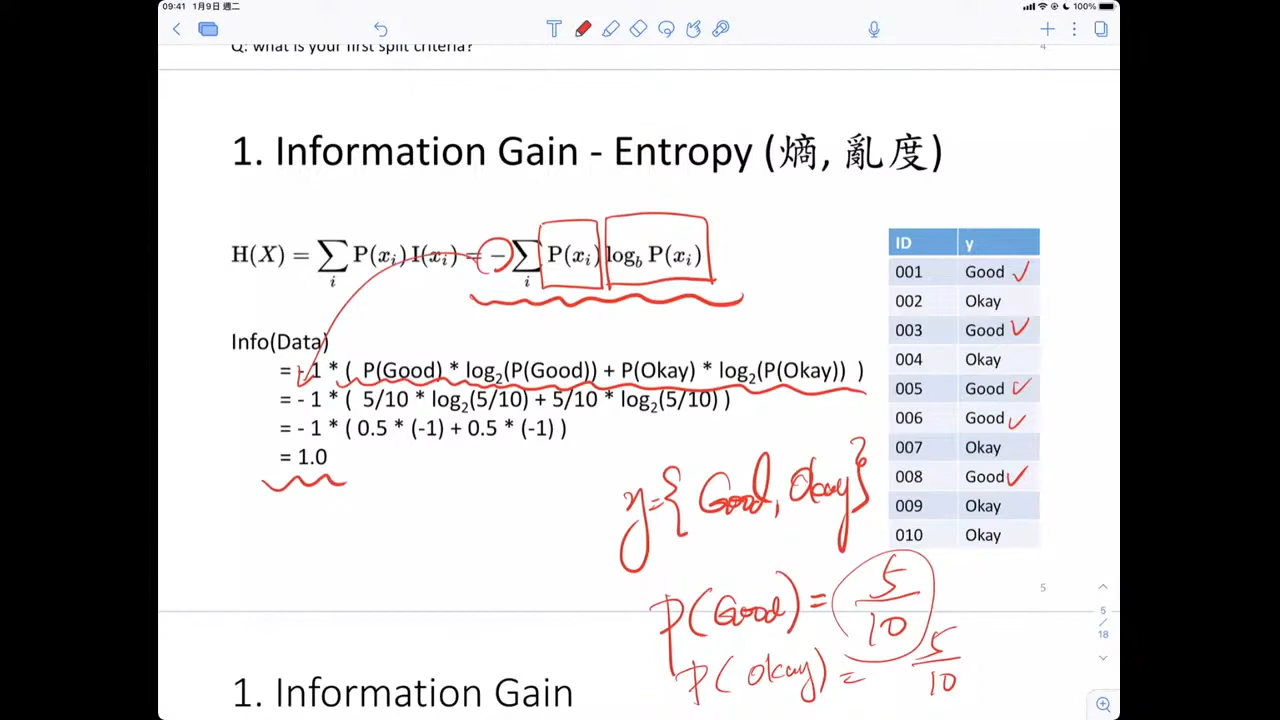 09:41 1月9日 週二
100%
Q: what is your first split criteria?
4
1. Information Gain - Entropy (熵, 亂度)
H(X) = ∑i P(xi) I(xi) = − ∑i P(xi) logb P(xi)
Info(Data)
= - 1 * ( P(Good) * log2(P(Good)) + P(Okay) * log2(P(Okay)) )
= - 1 * ( 5/10 * log2(5/10) + 5/10 * log2(5/10) )
= - 1 * ( 0.5 * (-1) + 0.5 * (-1) )
= 1.0
ID y
001 Good ✓
002 Okay
003 Good ✓
004 Okay
005 Good ✓
006 Good ✓
007 Okay
008 Good ✓
009 Okay
010 Okay
y={Good, Okay}
P(Good) = 5/10
P(Okay) = 5/10
5
5
/
18
1. Information Gain